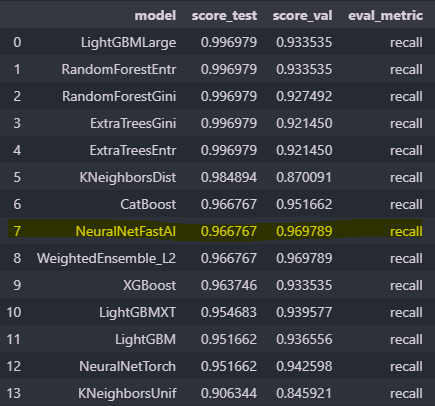 model score_test score_val eval_metric
0 LightGBMLarge 0.996979 0.933535 recall
1 RandomForestEntr 0.996979 0.933535 recall
2 RandomForestGini 0.996979 0.927492 recall
3 ExtraTreesGini 0.996979 0.921450 recall
4 ExtraTreesEntr 0.996979 0.921450 recall
5 KNeighborsDist 0.984894 0.870091 recall
6 CatBoost 0.966767 0.951662 recall
7 NeuralNetFastAI 0.966767 0.969789 recall
8 WeightedEnsemble_L2 0.966767 0.969789 recall
9 XGBoost 0.963746 0.933535 recall
10 LightGBMXT 0.954683 0.939577 recall
11 LightGBM 0.951662 0.936556 recall
12 NeuralNetTorch 0.951662 0.942598 recall
13 KNeighborsUnif 0.906344 0.845921 recall